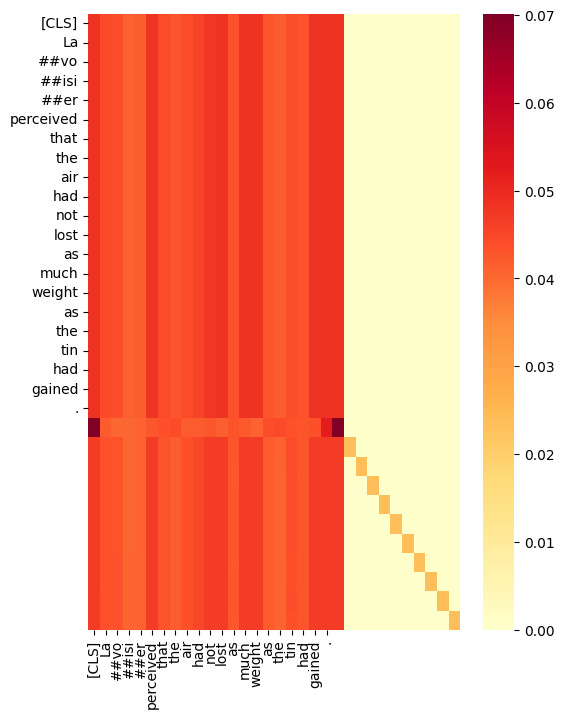 [CLS]
La
##vo
##isi
##er
perceived
that
the
air
had
not
lost
as
much
weight
as
the
tin
had
gained
.
[CLS]
La
##vo
##isi
##er
perceived
that
the
air
had
not
lost
as
much
weight
as
the
tin
had
gained
.
0.07
0.06
0.05
0.04
0.03
0.02
0.01
0.00